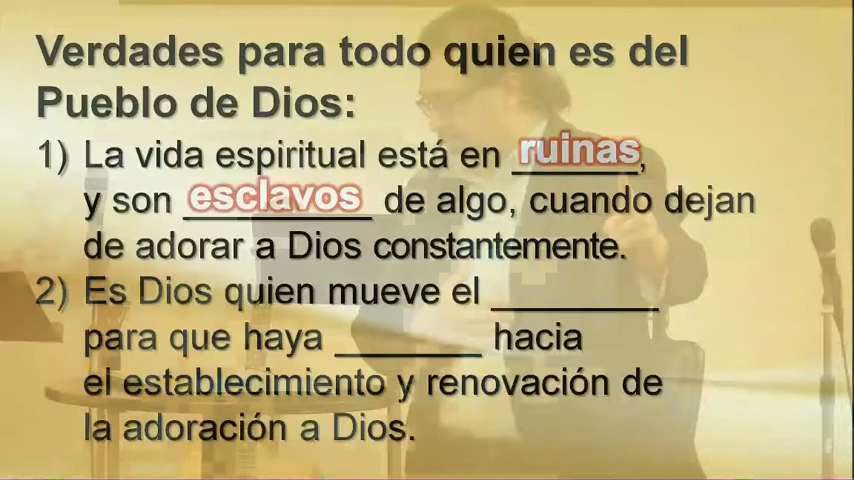 Verdades para todo quien es del
Pueblo de Dios:
1) La vida espiritual está en ruinas,
y son esclavos de algo, cuando dejan
de adorar a Dios constantemente.
2) Es Dios quien mueve el ________
para que haya _______ hacia
el establecimiento y renovación de
la adoración a Dios.